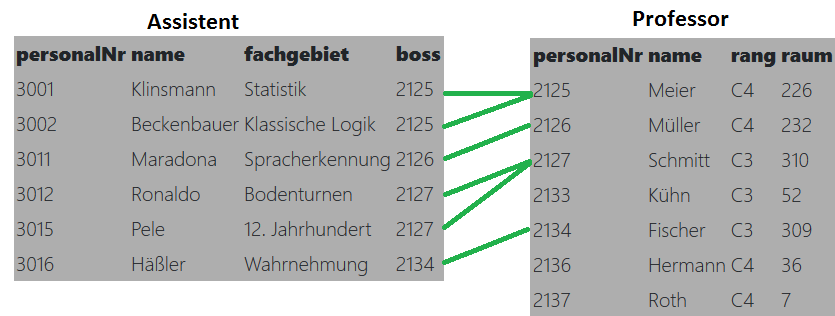 Assistent
personalNr name fachgebiet boss
3001 Klinsmann Statistik 2125
3002 Beckenbauer Klassische Logik 2125
3011 Maradona Spracherkennung 2126
3012 Ronaldo Bodenturnen 2127
3015 Pele 12. Jahrhundert 2127
3016 Häßler Wahrnehmung 2134
Professor
personalNr name rang raum
2125 Meier C4 226
2126 Müller C4 232
2127 Schmitt C3 310
2133 Kühn C3 52
2134 Fischer C3 309
2136 Hermann C4 36
2137 Roth C4 7